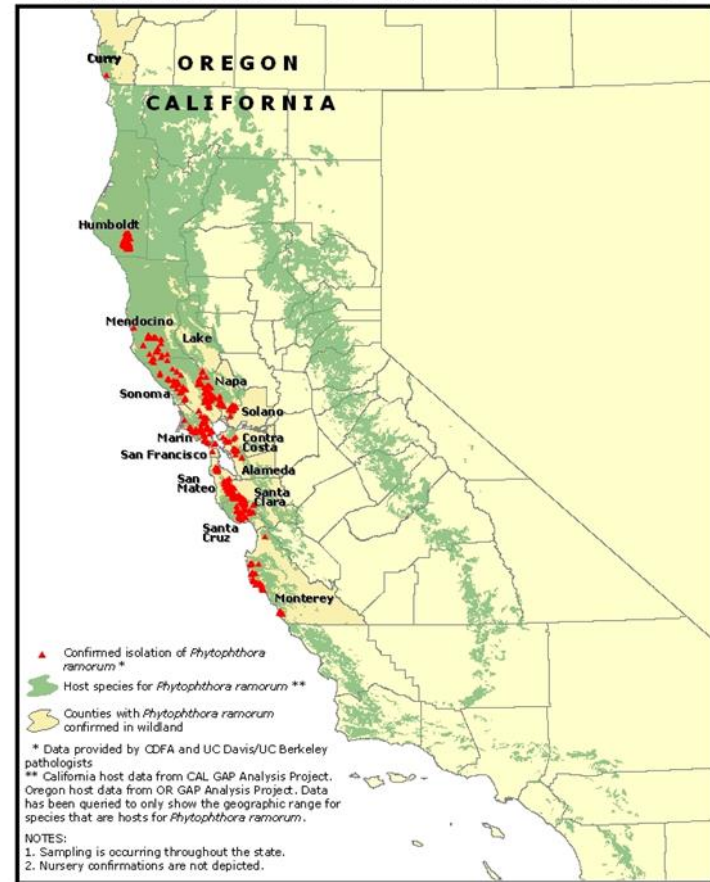 Curry
OREGON
CALIFORNIA
Humboldt
Mendocino
Lake
Napa
Sonoma
Solano
Marin
Contra
Costa
San Francisco
Alameda
San
Mateo
Santa
Clara
Santa
Cruz
Monterey
Confirmed isolation of Phytophthora
ramorum *
Host species for Phytophthora ramorum **
Counties with Phytophthora ramorum
confirmed in wildland
* Data provided by CDFA and UC Davis/UC Berkeley
pathologists
** California host data from CAL GAP Analysis Project.
Oregon host data from OR GAP Analysis Project. Data
has been queried to only show the geographic range for
species that are hosts for Phytophthora ramorum.
NOTES:
1. Sampling is occurring throughout the state.
2. Nursery confirmations are not depicted.